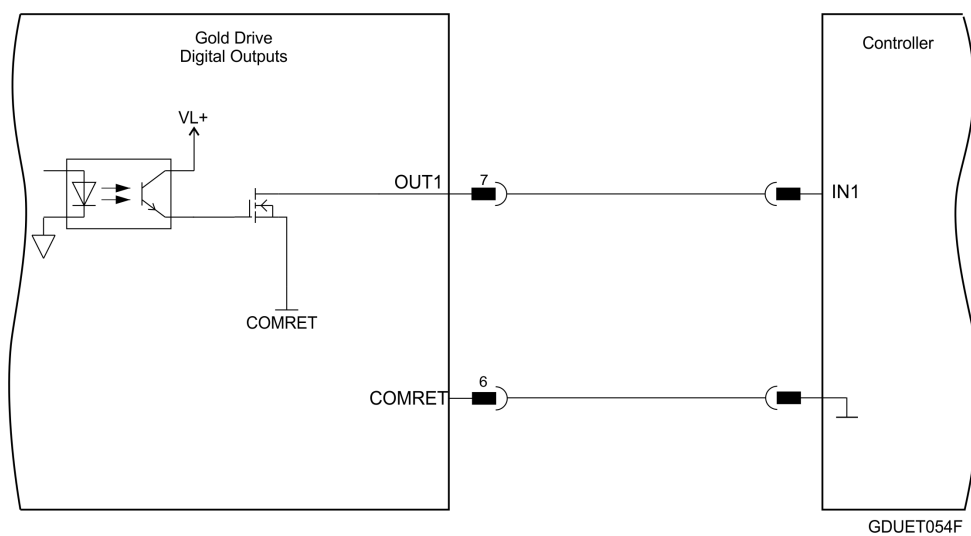 Gold Drive
Digital Outputs
Controller
VL+
OUT1
7
IN1
COMRET
COMRET
6
GDUET054F